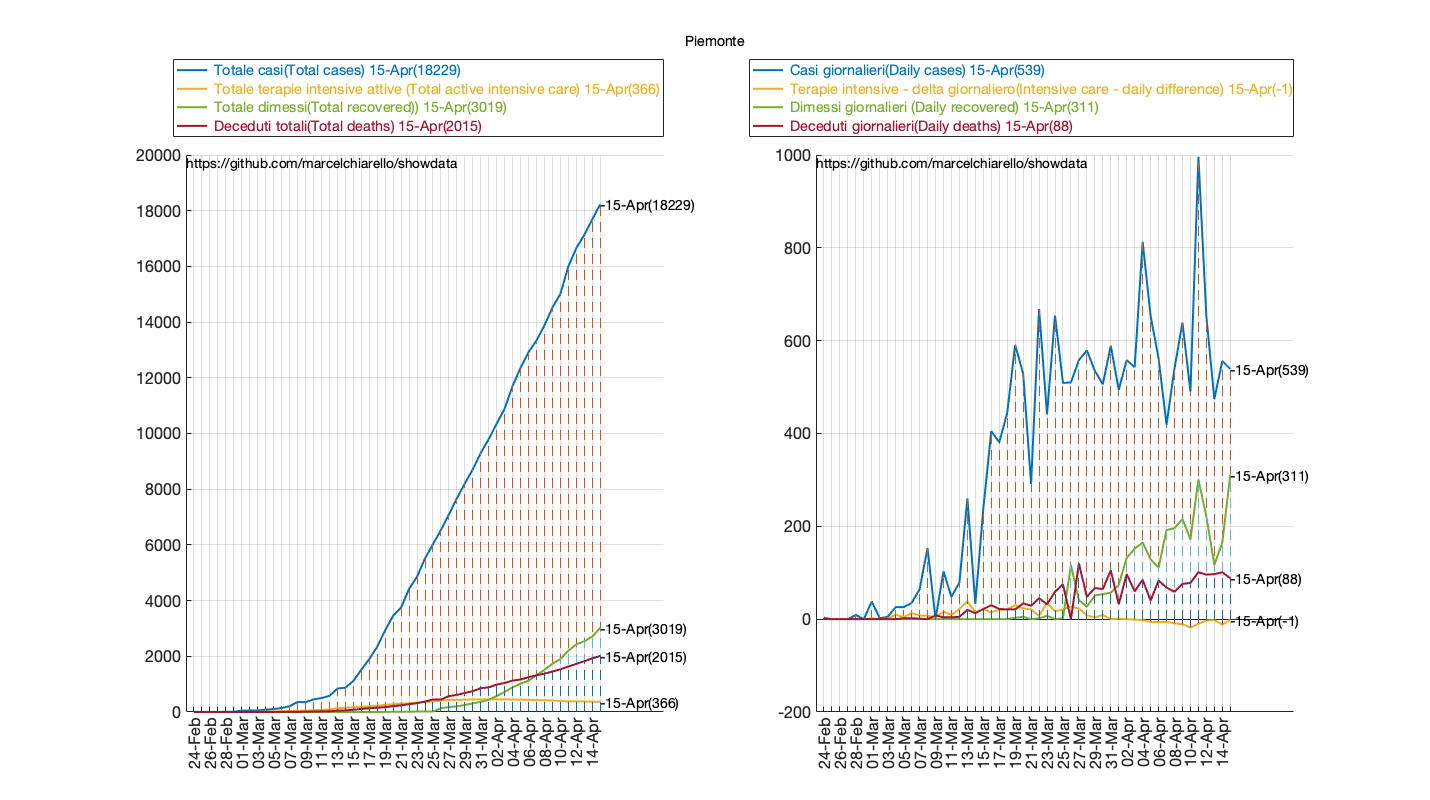 Piemonte
Totale casi(Total cases) 15-Apr(18229)
Totale terapie intensive attive (Total active intensive care) 15-Apr(366)
Totale dimessi(Total recovered)) 15-Apr(3019)
Deceduti totali(Total deaths) 15-Apr(2015)
20000
https://github.com/marcelchiarello/showdata
18000
15-Apr(18229)
16000
14000
12000
10000
8000
6000
4000
15-Apr(3019)
2000
15-Apr(2015)
15-Apr(366)
0
24-Feb
26-Feb
28-Feb
01-Mar
03-Mar
05-Mar
07-Mar
09-Mar
11-Mar
13-Mar
15-Mar
17-Mar
19-Mar
21-Mar
23-Mar
25-Mar
27-Mar
29-Mar
31-Mar
02-Apr
04-Apr
06-Apr
08-Apr
10-Apr
12-Apr
14-Apr
Casi giornalieri(Daily cases) 15-Apr(539)
Terapie intensive - delta giornaliero(Intensive care - daily difference) 15-Apr(-1)
Dimessi giornalieri (Daily recovered) 15-Apr(311)
Deceduti giornalieri(Daily deaths) 15-Apr(88)
1000
https://github.com/marcelchiarello/showdata
800
600
15-Apr(539)
400
15-Apr(311)
200
15-Apr(88)
0
15-Apr(-1)
-200
24-Feb
26-Feb
28-Feb
01-Mar
03-Mar
05-Mar
07-Mar
09-Mar
11-Mar
13-Mar
15-Mar
17-Mar
19-Mar
21-Mar
23-Mar
25-Mar
27-Mar
29-Mar
31-Mar
02-Apr
04-Apr
06-Apr
08-Apr
10-Apr
12-Apr
14-Apr